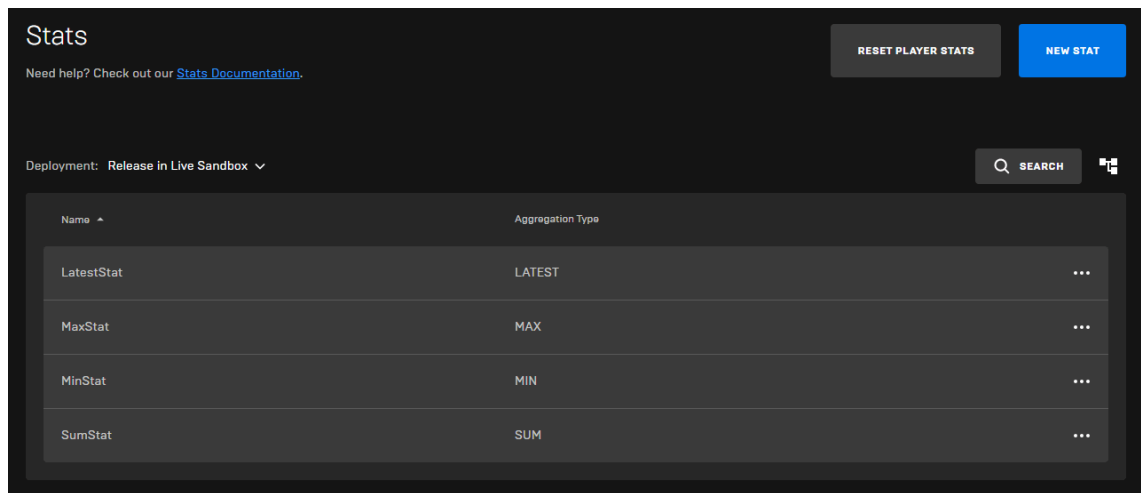 Stats
RESET PLAYER STATS
NEW STAT
Need help? Check out our Stats Documentation.
Deployment: Release in Live Sandbox
SEARCH
Name
Aggregation Type
LatestStat
LATEST
MaxStat
MAX
MinStat
MIN
SumStat
SUM